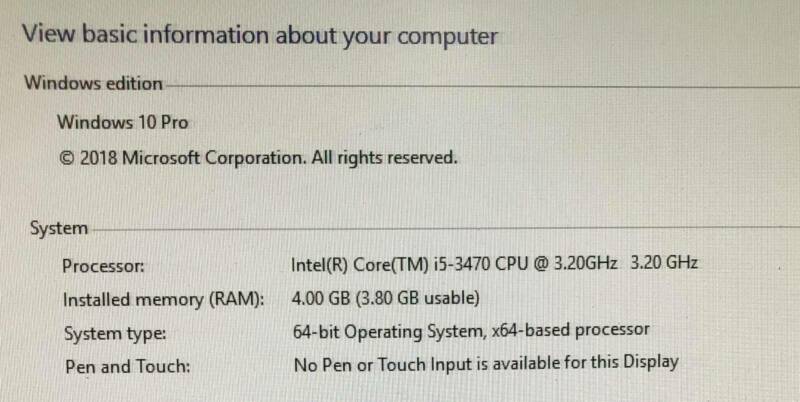 View basic information about your computer
Windows edition
Windows 10 Pro
© 2018 Microsoft Corporation. All rights reserved.
System
Processor: Intel(R) Core(TM) i5-3470 CPU @ 3.20GHz 3.20 GHz
Installed memory (RAM): 4.00 GB (3.80 GB usable)
System type: 64-bit Operating System, x64-based processor
Pen and Touch: No Pen or Touch Input is available for this Display